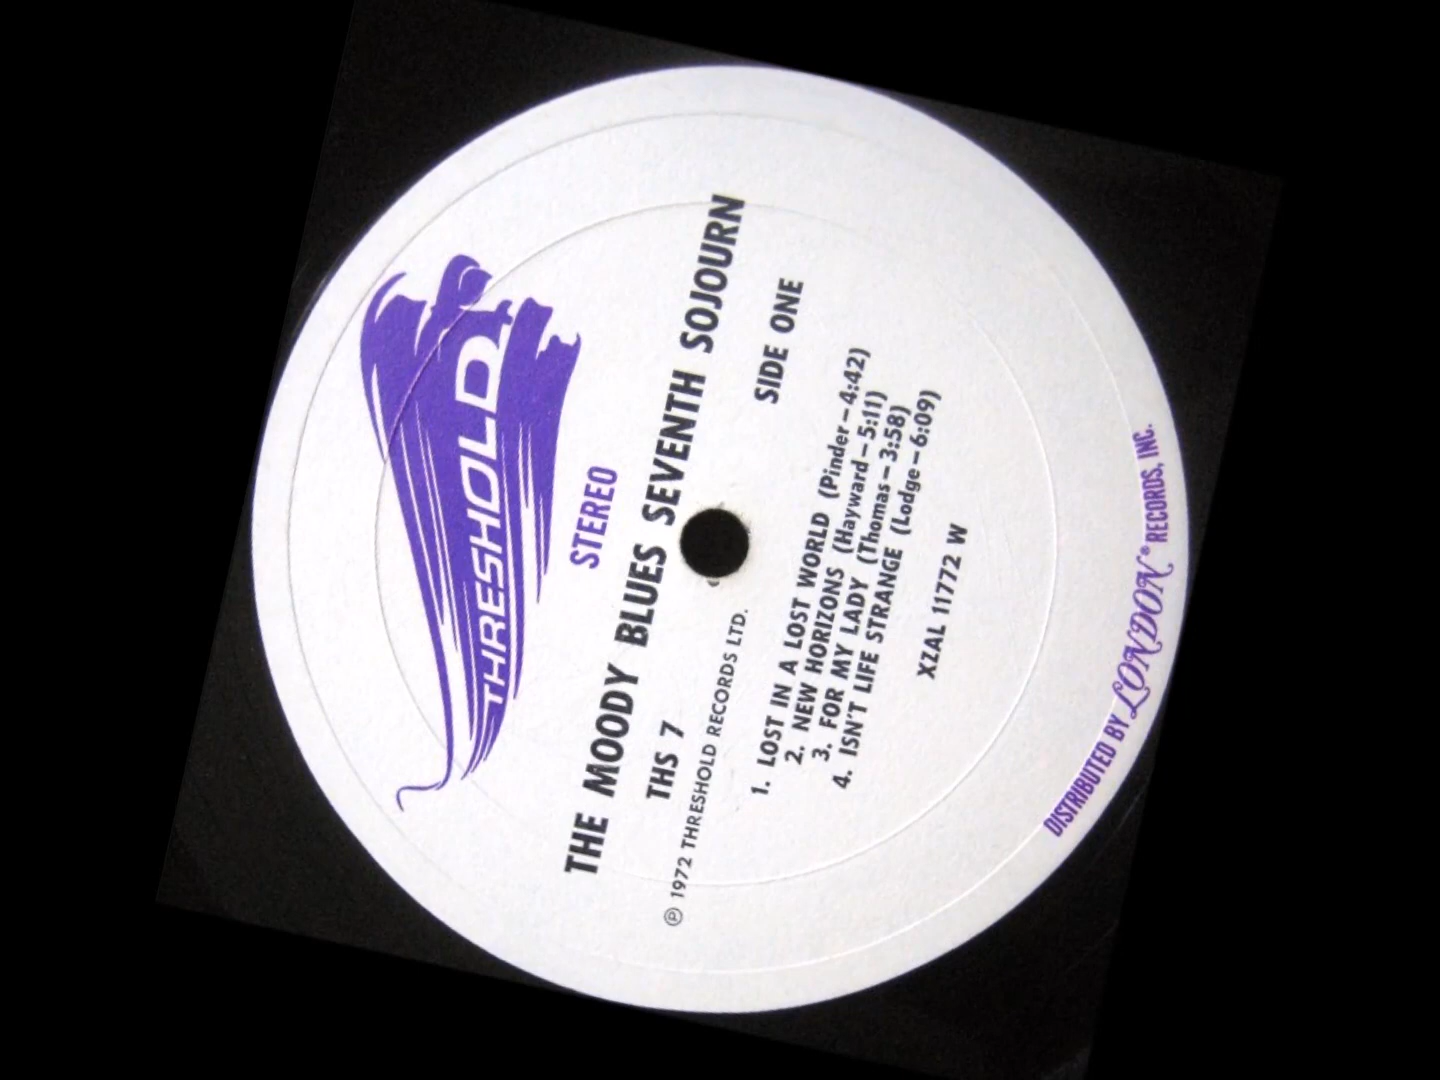 THRESHOLD
STEREO
THE MOODY BLUES SEVENTH SOJOURN
THS 7
SIDE ONE
℗ 1972 THRESHOLD RECORDS LTD.
1. LOST IN A LOST WORLD (Pinder – 4:42)
2. NEW HORIZONS (Hayward – 5:11)
3. FOR MY LADY (Thomas – 3:58)
4. ISN'T LIFE STRANGE (Lodge – 6:09)
XZAL 11772 W
DISTRIBUTED BY LONDON® RECORDS, INC.